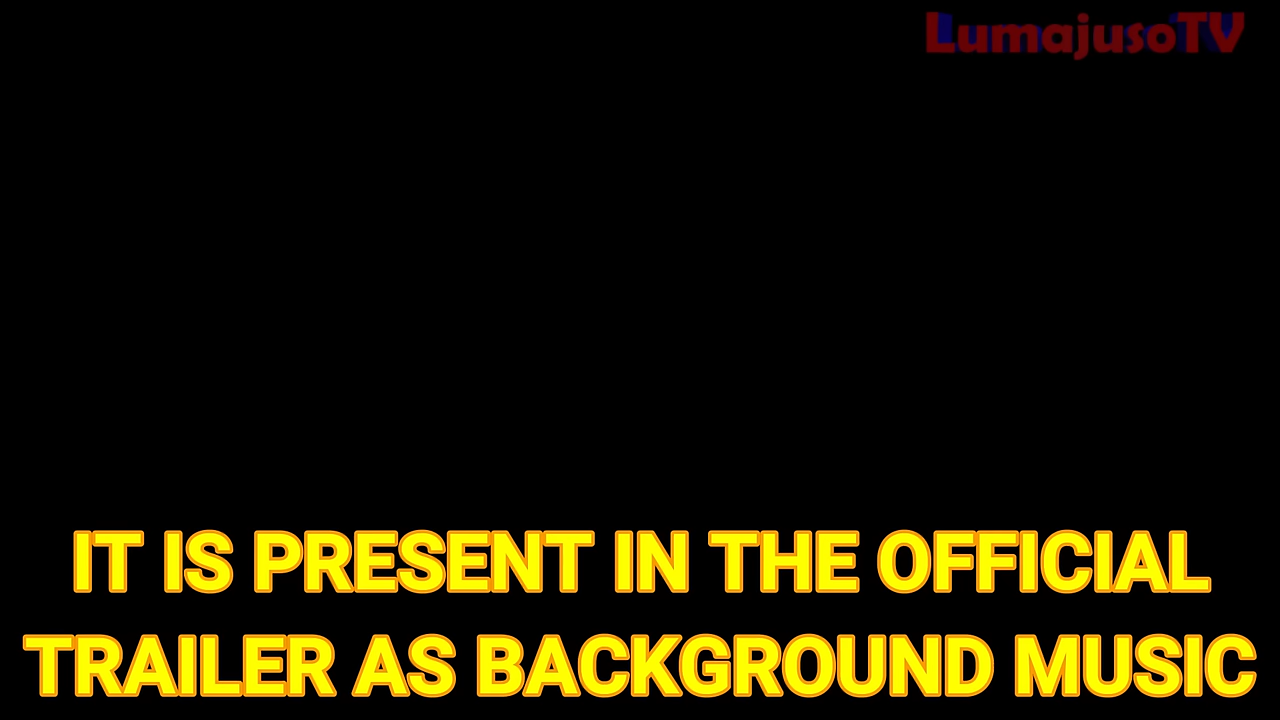 LumajusoTV
IT IS PRESENT IN THE OFFICIAL
TRAILER AS BACKGROUND MUSIC